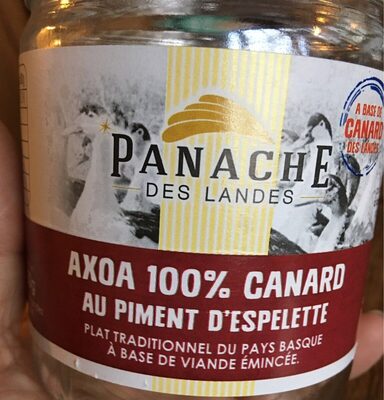 PANACHE
DES LANDES
A BASE DE
CANARD
DES LANDES
AXOA 100% CANARD
AU PIMENT D'ESPELETTE
PLAT TRADITIONNEL DU PAYS BASQUE
À BASE DE VIANDE ÉMINCÉE.